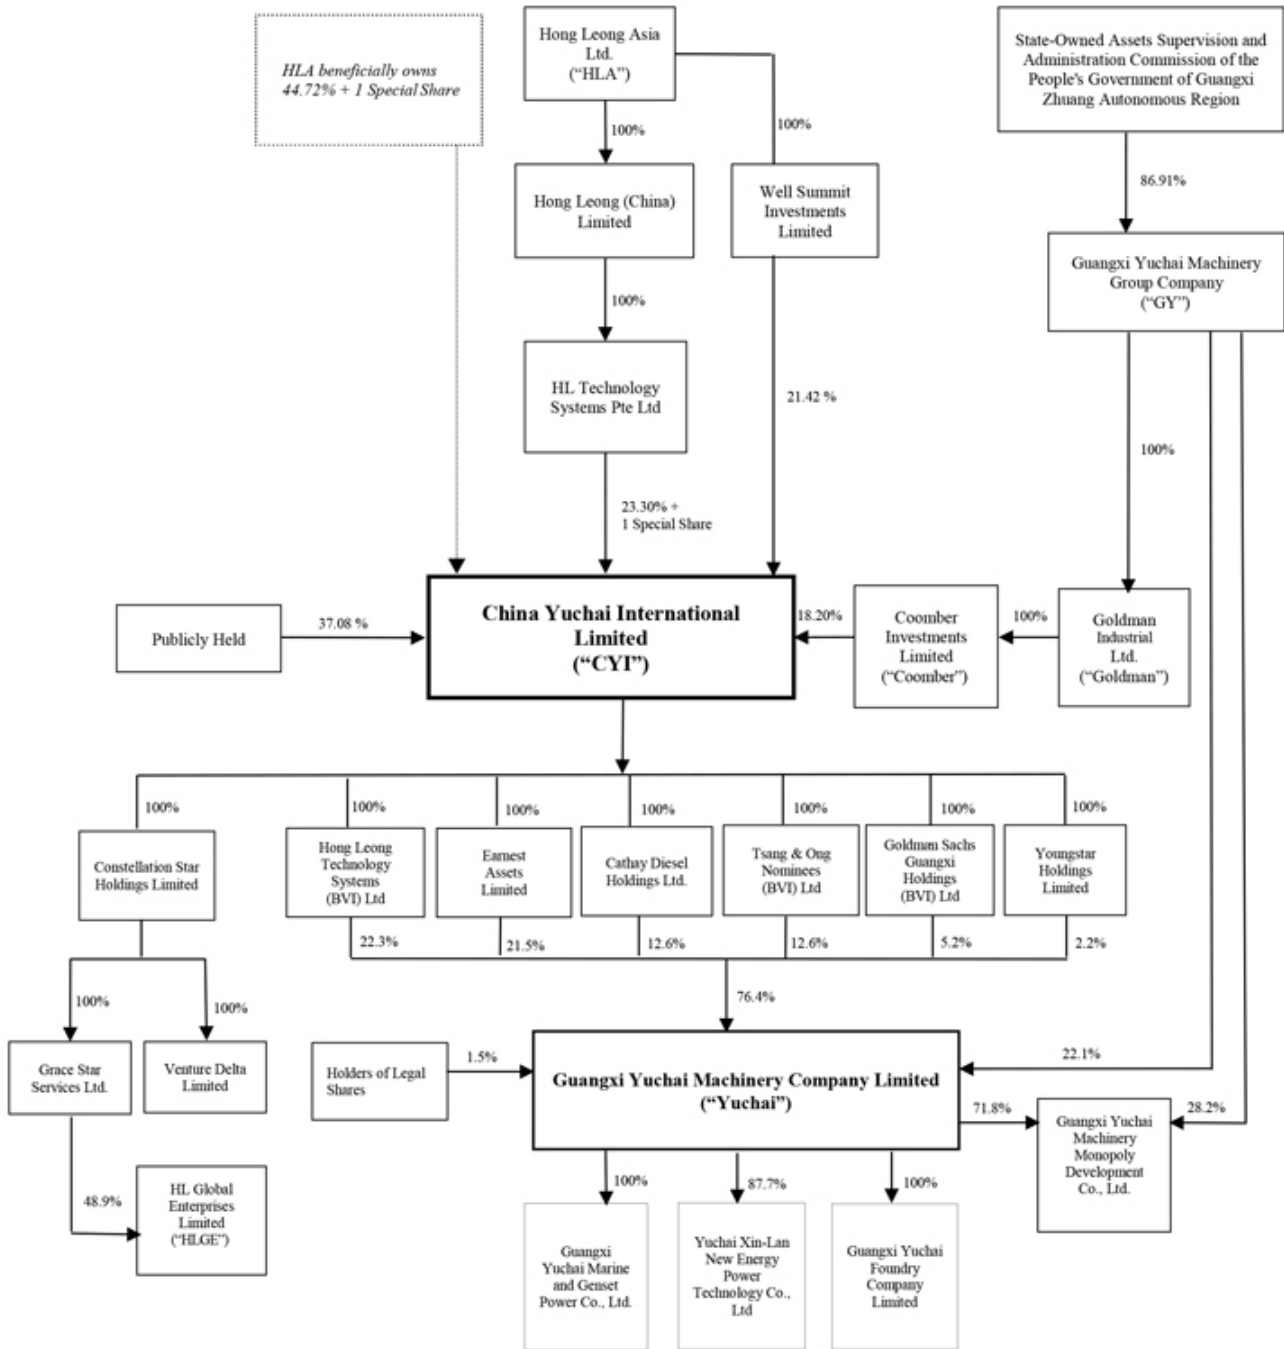 HLA beneficially owns
44.72% + 1 Special Share
Hong Leong Asia
Ltd.
("HLA")
State-Owned Assets Supervision and
Administration Commission of the
People's Government of Guangxi
Zhuang Autonomous Region
100%
100%
86.91%
Hong Leong (China)
Limited
Well Summit
Investments
Limited
Guangxi Yuchai Machinery
Group Company
("GY")
100%
HL Technology
Systems Pte Ltd
21.42 %
100%
23.30% +
1 Special Share
Publicly Held
37.08 %
China Yuchai International
Limited
("CYI")
18.20%
Coomber
Investments
Limited
("Coomber")
100%
Goldman
Industrial
Ltd.
("Goldman")
100%
100%
100%
100%
100%
100%
100%
Constellation Star
Holdings Limited
Hong Leong
Technology
Systems
(BVI) Ltd
Earnest
Assets
Limited
Cathay Diesel
Holdings Ltd.
Tsang & Ong
Nominees
(BVI) Ltd
Goldman Sachs
Guangxi
Holdings
(BVI) Ltd
Youngstar
Holdings
Limited
22.3%
21.5%
12.6%
12.6%
5.2%
2.2%
100%
100%
76.4%
Grace Star
Services Ltd.
Venture Delta
Limited
Holders of Legal
Shares
1.5%
Guangxi Yuchai Machinery Company Limited
("Yuchai")
22.1%
71.8%
28.2%
Guangxi Yuchai
Machinery
Monopoly
Development
Co., Ltd.
48.9%
HL Global
Enterprises
Limited
("HLGE")
100%
87.7%
100%
Guangxi
Yuchai Marine
and Genset
Power Co., Ltd.
Yuchai Xin-Lan
New Energy
Power
Technology Co.,
Ltd
Guangxi Yuchai
Foundry
Company
Limited